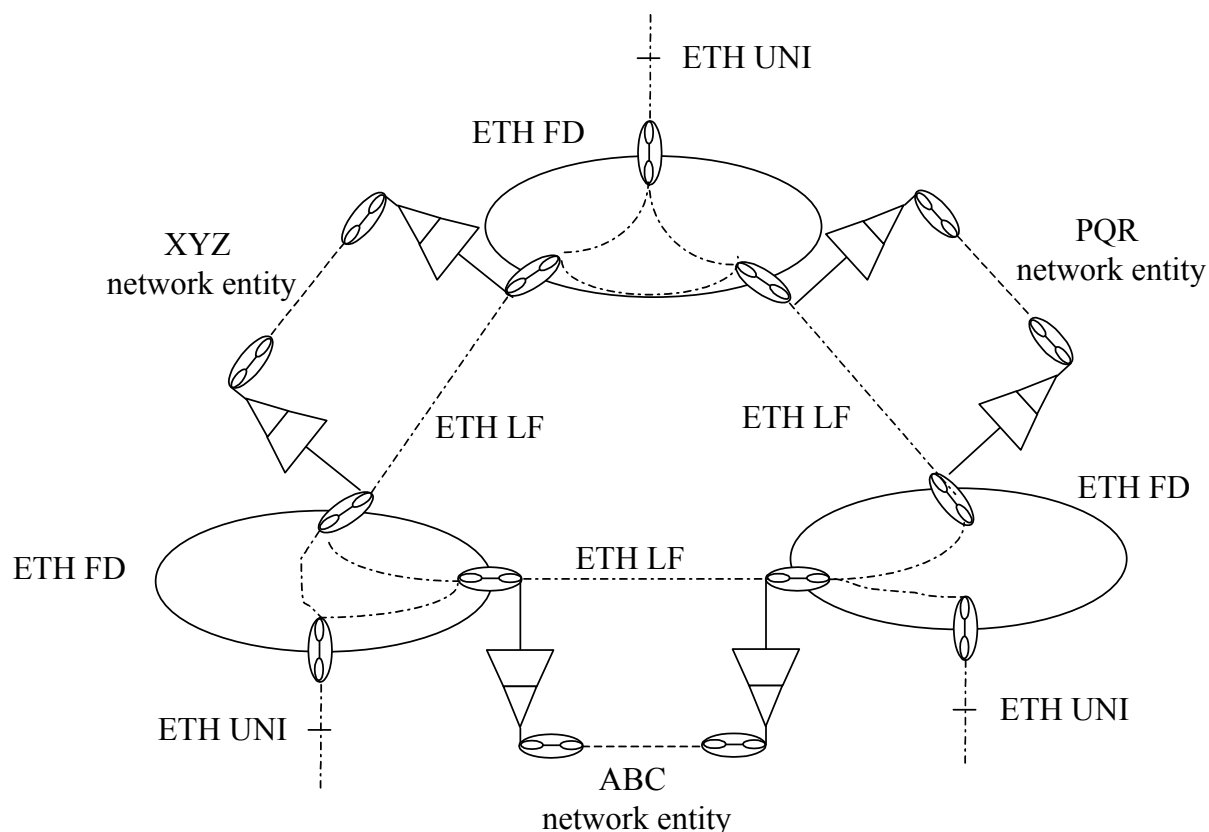 ETH UNI
ETH FD
XYZ
network entity
PQR
network entity
ETH LF
ETH LF
ETH FD
ETH FD
ETH LF
ETH UNI
ETH UNI
ABC
network entity